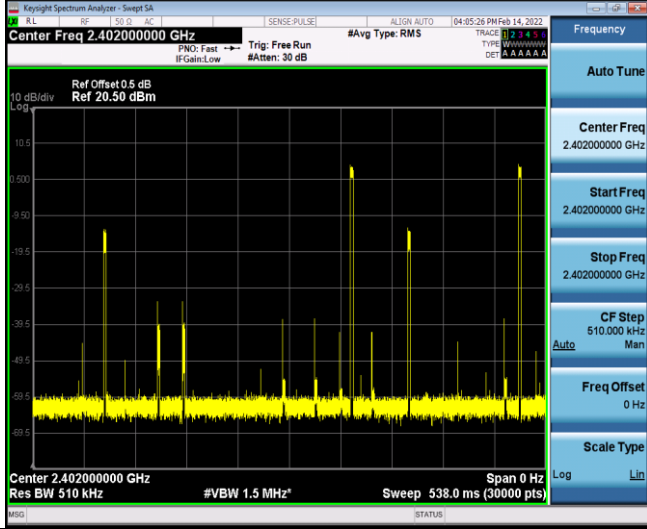 Keysight Spectrum Analyzer - Swept SA
RL RF 50 Ω AC SENSE:PULSE ALIGN AUTO 04:05:26 PM Feb 14, 2022
Center Freq 2.402000000 GHz
#Avg Type: RMS
TRACE 1 2 3 4 5 6
TYPE WWWWWW
DET A A A A A A
PNO: Fast
IFGain:Low
Trig: Free Run
#Atten: 30 dB
Ref Offset 0.5 dB
10 dB/div Ref 20.50 dBm
Log
10.5
0.500
-9.50
-19.5
-29.5
-39.5
-49.5
-59.5
-69.5
Center 2.402000000 GHz Span 0 Hz
Res BW 510 kHz #VBW 1.5 MHz* Sweep 538.0 ms (30000 pts)
MSG STATUS
Frequency
Auto Tune
Center Freq
2.402000000 GHz
Start Freq
2.402000000 GHz
Stop Freq
2.402000000 GHz
CF Step
510.000 kHz
Auto Man
Freq Offset
0 Hz
Scale Type
Log Lin